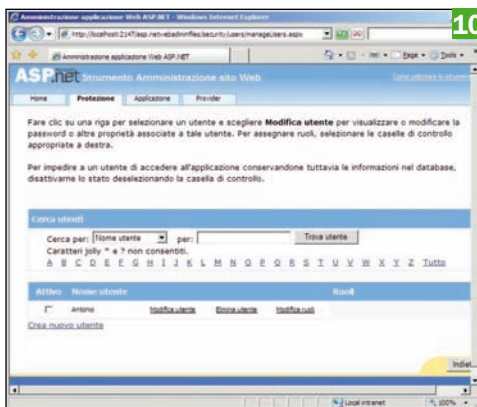 Amministrazione applicazione Web ASP.NET - Windows Internet Explorer
10
Amministrazione applicazione Web ASP.NET
Page
Tools
ASP.net Strumento Amministrazione sito Web
Home Protezione Applicazione Provider
Fare clic su una riga per selezionare un utente e scegliere Modifica utente per visualizzare o modificare la
password o altre proprietà associate a tale utente. Per assegnare ruoli, selezionare le caselle di controllo
appropriate a destra.
Per impedire a un utente di accedere all'applicazione conservandone tuttavia le informazioni nel database,
disattivarne lo stato deselezionando la casella di controllo.
Cerca utenti
Cerca per: Nome utente per: Trova utente
Caratteri jolly * e ? non consentiti.
A B C D E F G H I J K L M N O P Q R S T U V W X Y Z Tutto
Attivo Nome utente Ruoli
Antonio Modifica utente Elimina utente Modifica ruoli
Crea nuovo utente
Indiet
Local intranet 100%